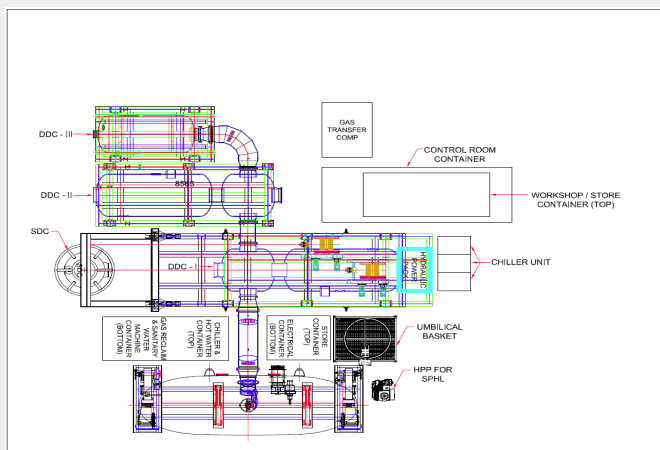 GAS
TRANSFER
COMP
DDC - III
CONTROL ROOM
CONTAINER
DDC - II
8565
WORKSHOP / STORE
CONTAINER (TOP)
SDC
DDC - I
HYDRAULIC
POWER
PACK
CHILLER UNIT
GAS RECLAIM
& SANITARY
WATER
MACHINE
CONTAINER
(BOTTOM)
CHILLER &
HOT WATER
CONTAINER
(TOP)
ELECTRICAL
CONTAINER
(BOTTOM)
STORE
CONTAINER
(TOP)
UMBILICAL
BASKET
HPP FOR
SPHL